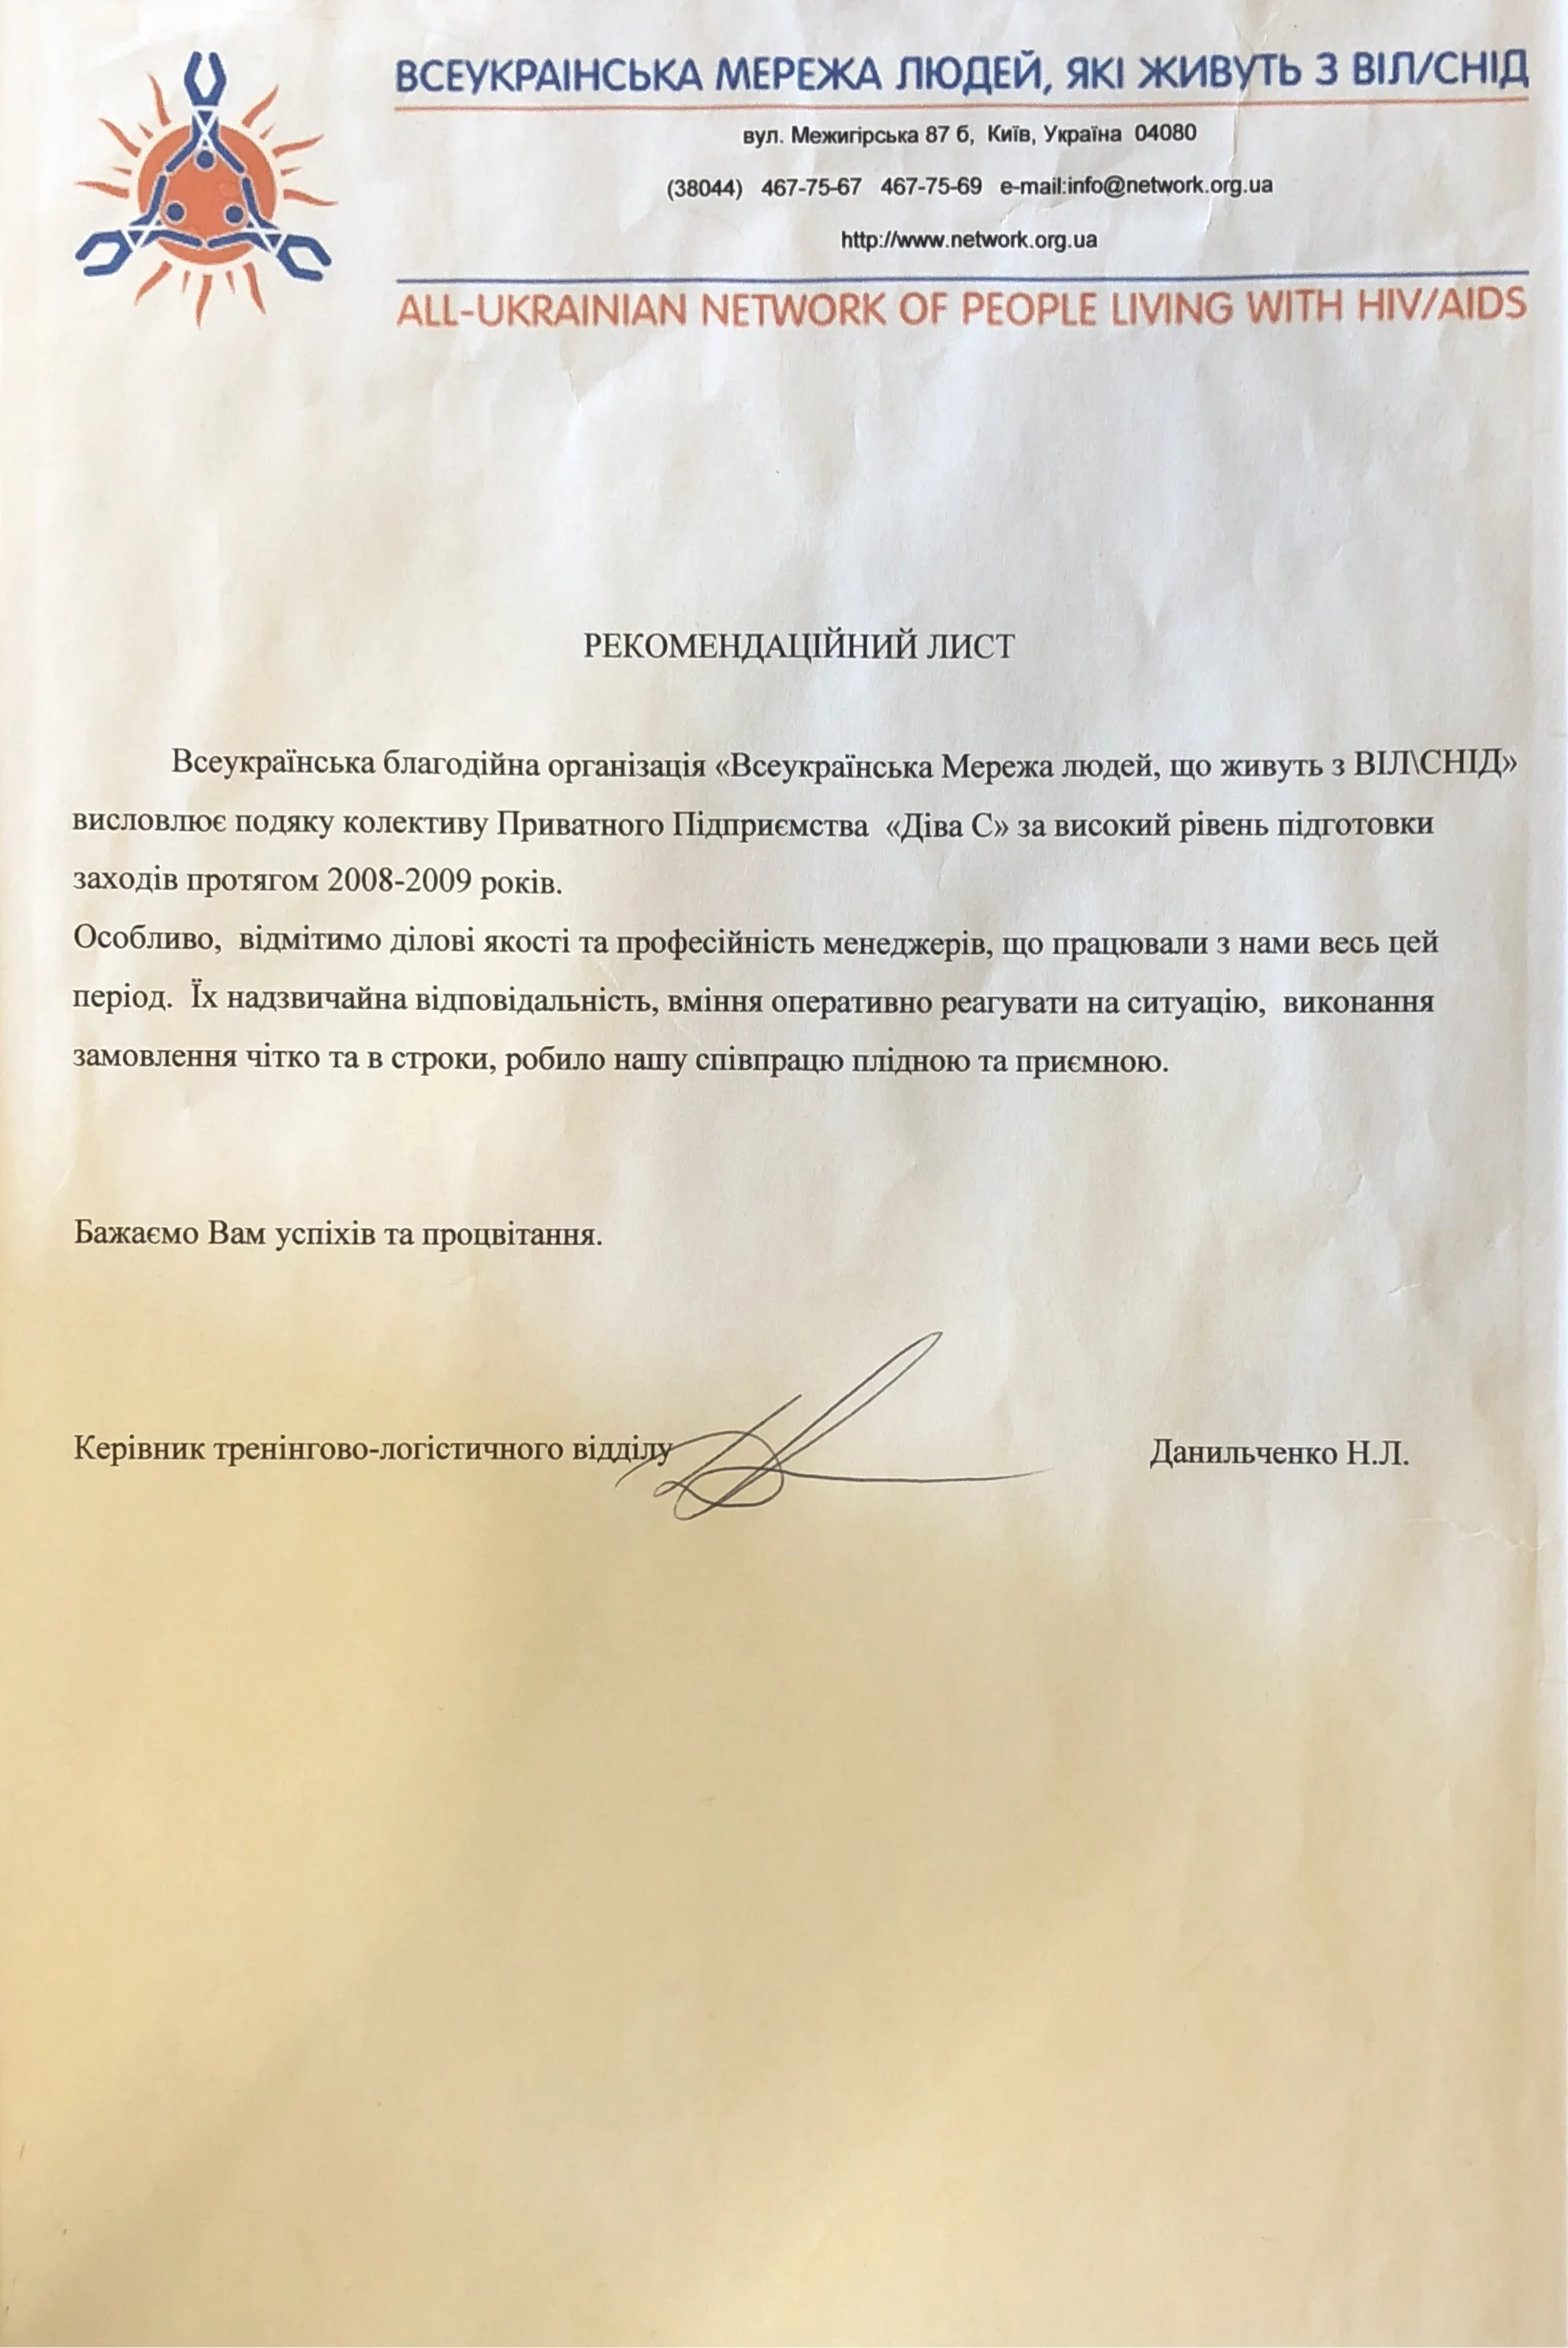 ВСЕУКРАІНСЬКА МЕРЕЖА ЛЮДЕЙ, ЯКІ ЖИВУТЬ З ВІЛ/СНІД
вул. Межигірська 87 б, Київ, Україна 04080
(38044) 467-75-67 467-75-69 e-mail:info@network.org.ua
http://www.network.org.ua
ALL-UKRAINIAN NETWORK OF PEOPLE LIVING WITH HIV/AIDS
РЕКОМЕНДАЦІЙНИЙ ЛИСТ
Всеукраїнська благодійна організація «Всеукраїнська Мережа людей, що живуть з ВІЛ\СНІД»
висловлює подяку колективу Приватного Підприємства «Діва С» за високий рівень підготовки
заходів протягом 2008-2009 років.
Особливо, відмітимо ділові якості та професійність менеджерів, що працювали з нами весь цей
період. Їх надзвичайна відповідальність, вміння оперативно реагувати на ситуацію, виконання
замовлення чітко та в строки, робило нашу співпрацю плідною та приємною.
Бажаємо Вам успіхів та процвітання.
Керівник тренінгово-логістичного відділу Данильченко Н.Л.